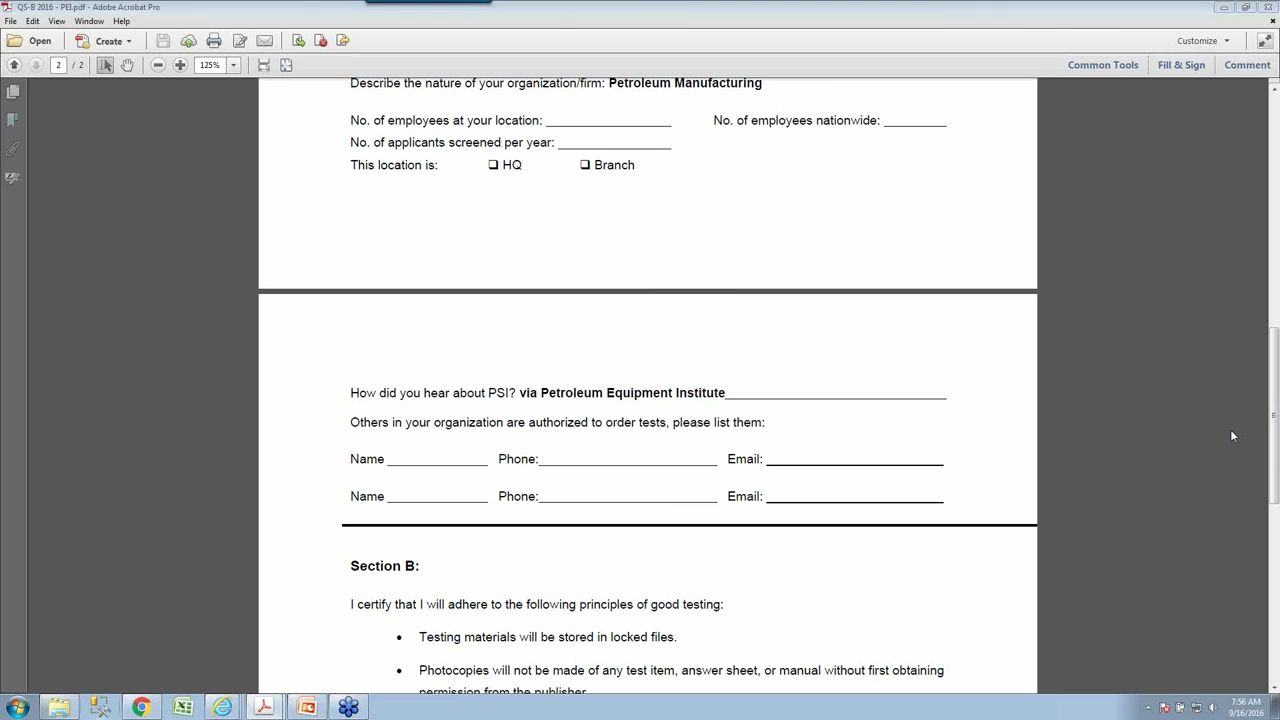 QS-B 2016 - PEI.pdf - Adobe Acrobat Pro
File Edit View Window Help
Open Create Customize
2 / 2 125% Common Tools Fill & Sign Comment
Describe the nature of your organization/firm: Petroleum Manufacturing
No. of employees at your location: No. of employees nationwide:
No. of applicants screened per year:
This location is: HQ Branch
How did you hear about PSI? via Petroleum Equipment Institute
Others in your organization are authorized to order tests, please list them:
Name Phone: Email:
Name Phone: Email:
Section B:
I certify that I will adhere to the following principles of good testing:
• Testing materials will be stored in locked files.
• Photocopies will not be made of any test item, answer sheet, or manual without first obtaining
permission from the publisher.
7:56 AM
9/16/2016